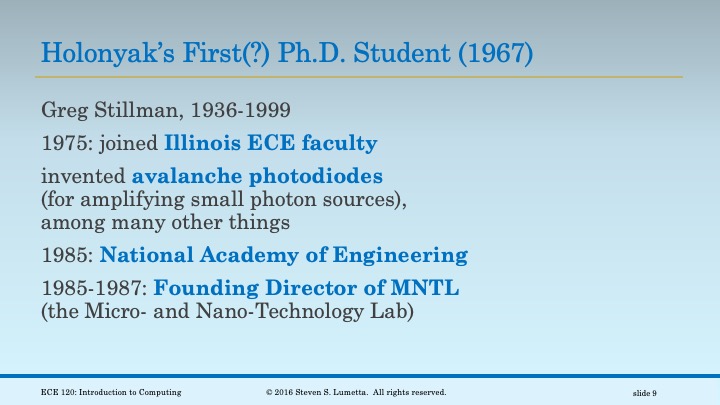 Holonyak's First(?) Ph.D. Student (1967)
Greg Stillman, 1936-1999
1975: joined Illinois ECE faculty
invented avalanche photodiodes
(for amplifying small photon sources),
among many other things
1985: National Academy of Engineering
1985-1987: Founding Director of MNTL
(the Micro- and Nano-Technology Lab)
ECE 120: Introduction to Computing
© 2016 Steven S. Lumetta.  All rights reserved.
slide 9